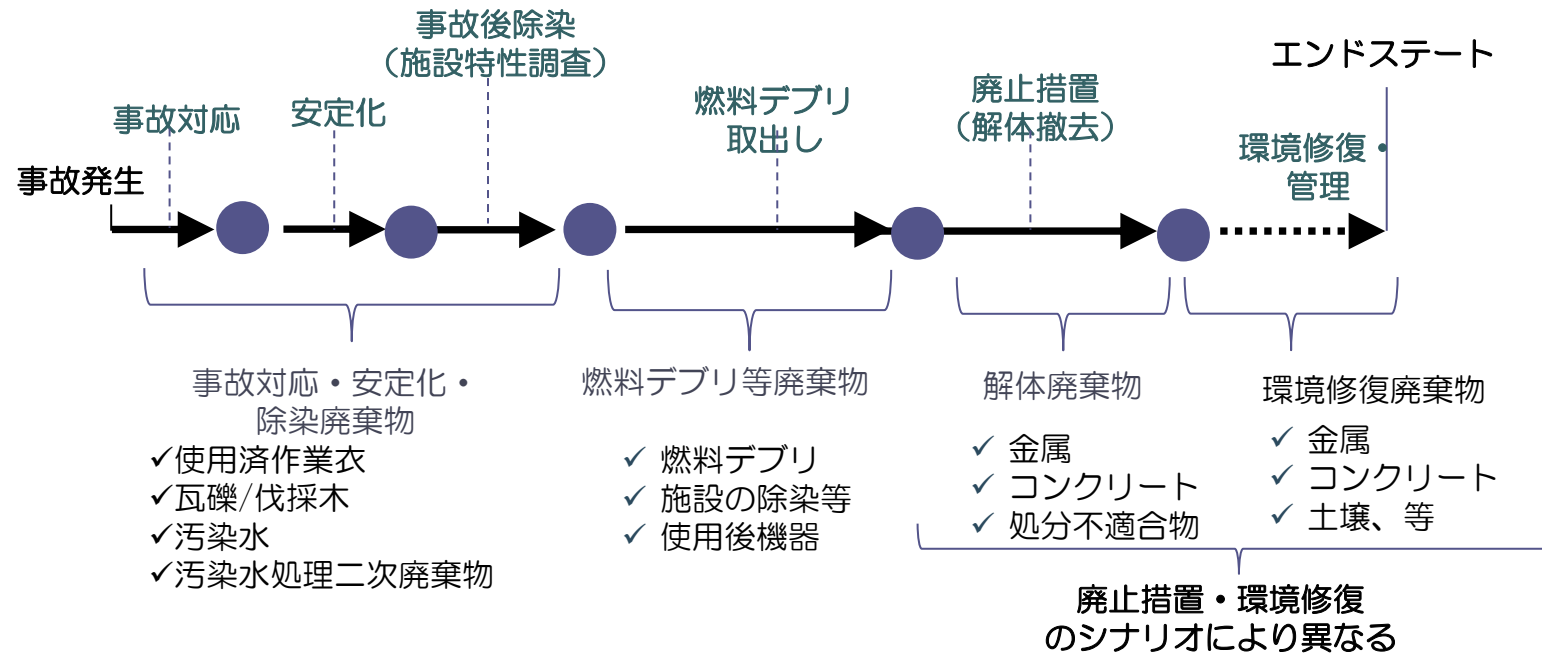 事故発生
事故対応
安定化
事故後除染
（施設特性調査）
燃料デブリ
取出し
廃止措置
（解体撤去）
環境修復・
管理
エンドステート
事故対応・安定化・
除染廃棄物
✓使用済作業衣
✓瓦礫/伐採木
✓汚染水
✓汚染水処理二次廃棄物
燃料デブリ等廃棄物
✓ 燃料デブリ
✓ 施設の除染等
✓ 使用後機器
解体廃棄物
✓ 金属
✓ コンクリート
✓ 処分不適合物
環境修復廃棄物
✓ 金属
✓ コンクリート
✓ 土壌、等
廃止措置・環境修復
のシナリオにより異なる